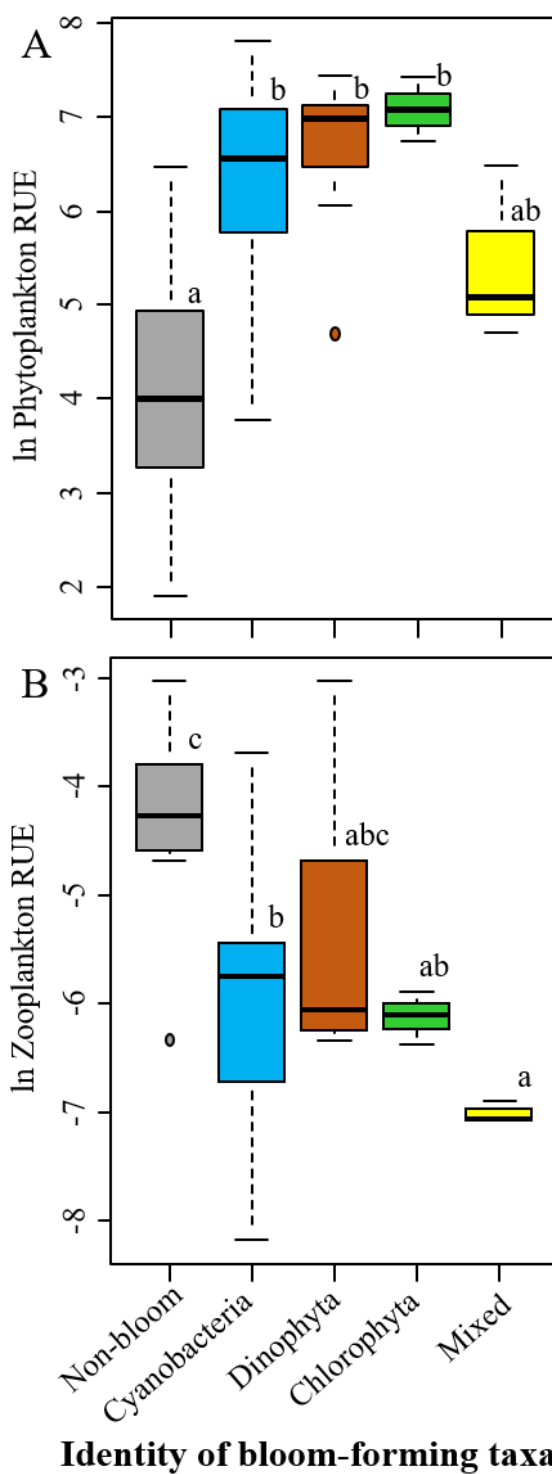 A
8
7
6
5
4
3
2
ln Phytoplankton RUE
a
b
b
b
ab
B
-3
-4
-5
-6
-7
-8
ln Zooplankton RUE
c
b
abc
ab
a
Non-bloom
Cyanobacteria
Dinophyta
Chlorophyta
Mixed
Identity of bloom-forming taxa